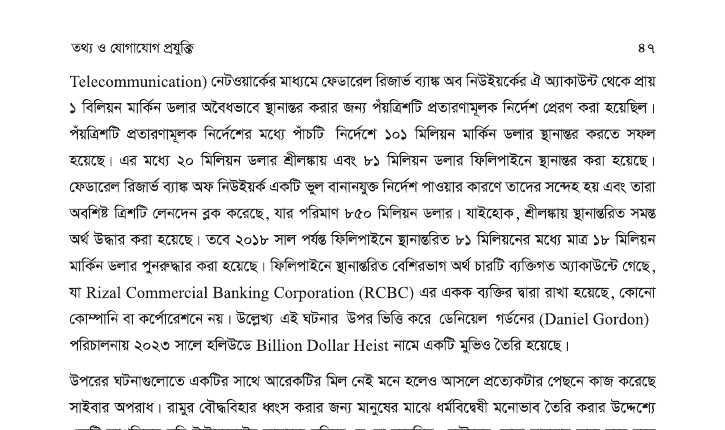 তথ্য ও যোগাযোগ প্রযুক্তি ৪৭
Telecommunication) নেটওয়ার্কের মাধ্যমে ফেডারেল রিজার্ভ ব্যাংক অব নিউইয়র্কের ঐ অ্যাকাউন্ট থেকে প্রায়
১ বিলিয়ন মার্কিন ডলার অবৈধভাবে স্থানান্তর করার জন্য পঁয়ত্রিশটি প্রতারণামূলক নির্দেশ প্রেরণ করা হয়েছিল।
পঁয়ত্রিশটি প্রতারণামূলক নির্দেশের মধ্যে পাঁচটি নির্দেশে ১০১ মিলিয়ন মার্কিন ডলার স্থানান্তর করতে সফল
হয়েছে। এর মধ্যে ২০ মিলিয়ন ডলার শ্রীলঙ্কায় এবং ৮১ মিলিয়ন ডলার ফিলিপাইনে স্থানান্তর করা হয়েছে।
ফেডারেল রিজার্ভ ব্যাংক অফ নিউইয়র্ক একটি ভুল বানানযুক্ত নির্দেশ পাওয়ার কারণে তাদের সন্দেহ হয় এবং তারা
অবশিষ্ট ত্রিশটি লেনদেন ব্লক করেছে, যার পরিমাণ ৮৫০ মিলিয়ন ডলার। যাইহোক, শ্রীলঙ্কায় স্থানান্তরিত সমস্ত
অর্থ উদ্ধার করা হয়েছে। তবে ২০১৮ সাল পর্যন্ত ফিলিপাইনে স্থানান্তরিত ৮১ মিলিয়নের মধ্যে মাত্র ১৮ মিলিয়ন
মার্কিন ডলার পুনরুদ্ধার করা হয়েছে। ফিলিপাইনে স্থানান্তরিত বেশিরভাগ অর্থ চারটি ব্যক্তিগত অ্যাকাউন্টে গেছে,
যা Rizal Commercial Banking Corporation (RCBC) এর একক ব্যক্তির দ্বারা রাখা হয়েছে, কোনো
কোম্পানি বা কর্পোরেশনে নয়। উল্লেখ্য এই ঘটনার উপর ভিত্তি করে ডেনিয়েল গর্ডনের (Daniel Gordon)
পরিচালনায় ২০২৩ সালে হলিউডে Billion Dollar Heist নামে একটি মুভিও তৈরি হয়েছে।
উপরের ঘটনাগুলোতে একটির সাথে আরেকটির মিল নেই মনে হলেও আসলে প্রত্যেকটার পেছনে কাজ করেছে
সাইবার অপরাধ। রামুর বৌদ্ধবিহার ধ্বংস করার জন্য মানুষের মাঝে ধর্মবিদ্বেষী মনোভাব তৈরি করার উদ্দেশ্যে